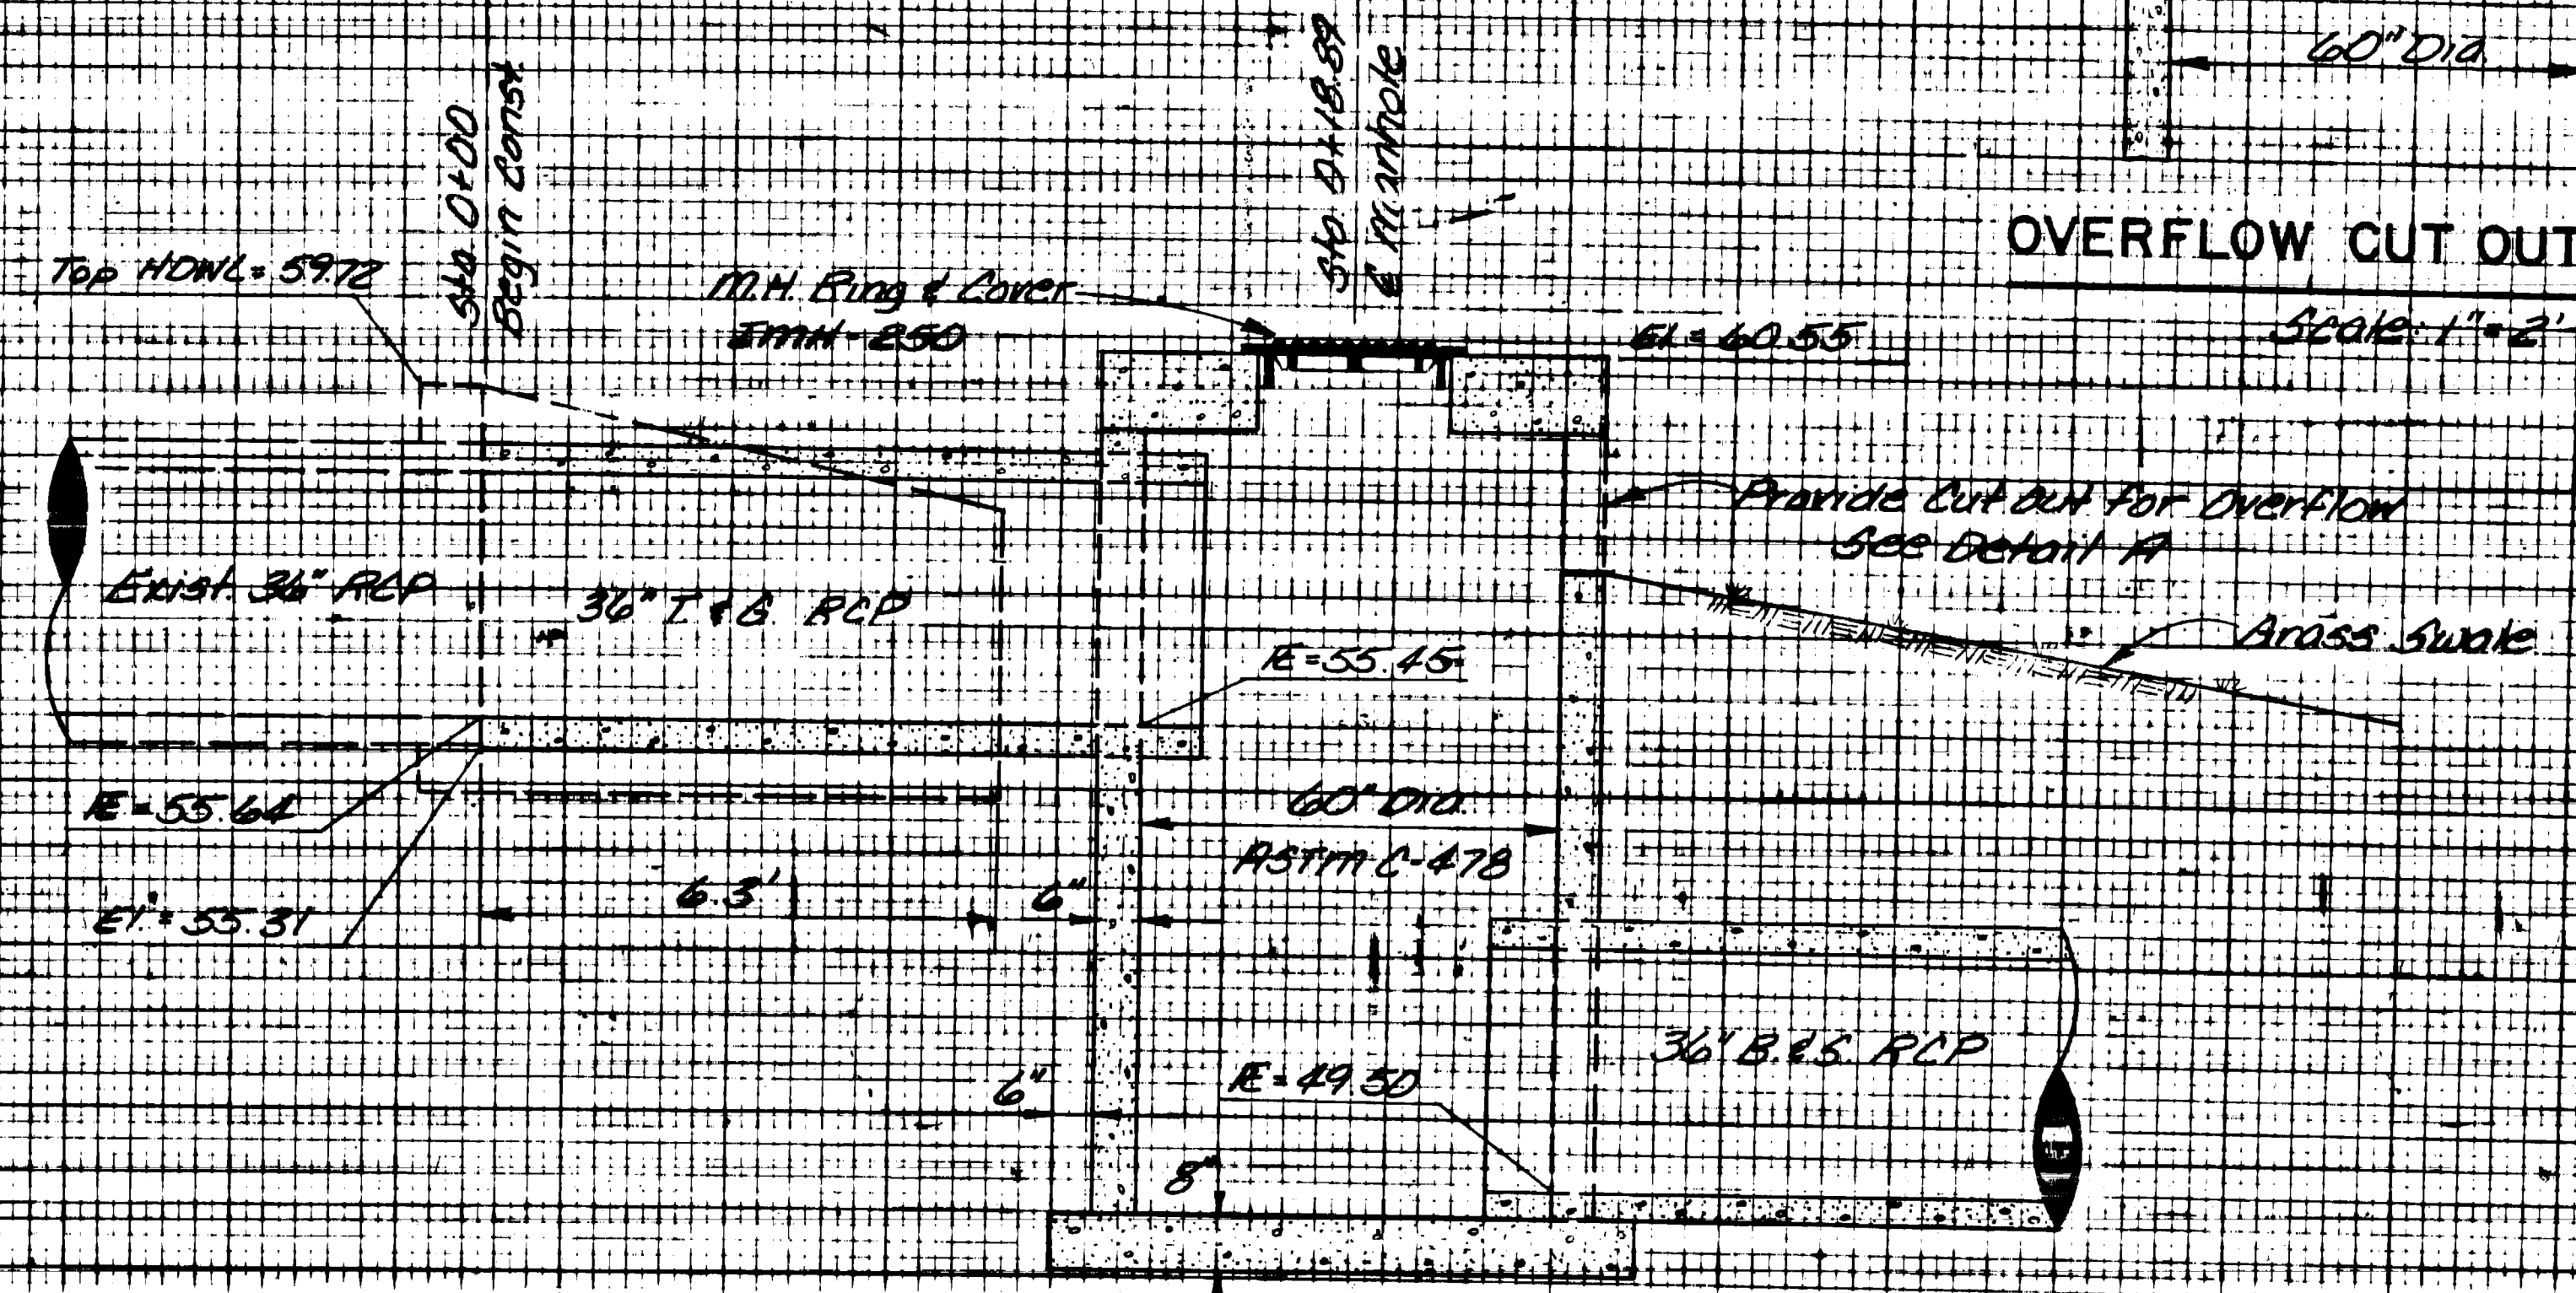 60" Dia.
Sta 0+00
Begin Const.
Sta 0+18.89
℄ Manhole
OVERFLOW CUT OUT
Scale: 1" = 2'
Top HDWL = 59.72
M.H. Ring & Cover
IMH-250
El = 60.55
Provide Cut out for Overflow
See Detail A
Exist. 36" RCP
36" T & G RCP
Grass Swale
IE = 55.45
IE = 55.64
60" Dia.
ASTM C-478
6.3'
6"
El. = 55.31
36" B. & S. RCP
6"
IE = 49.50
8"